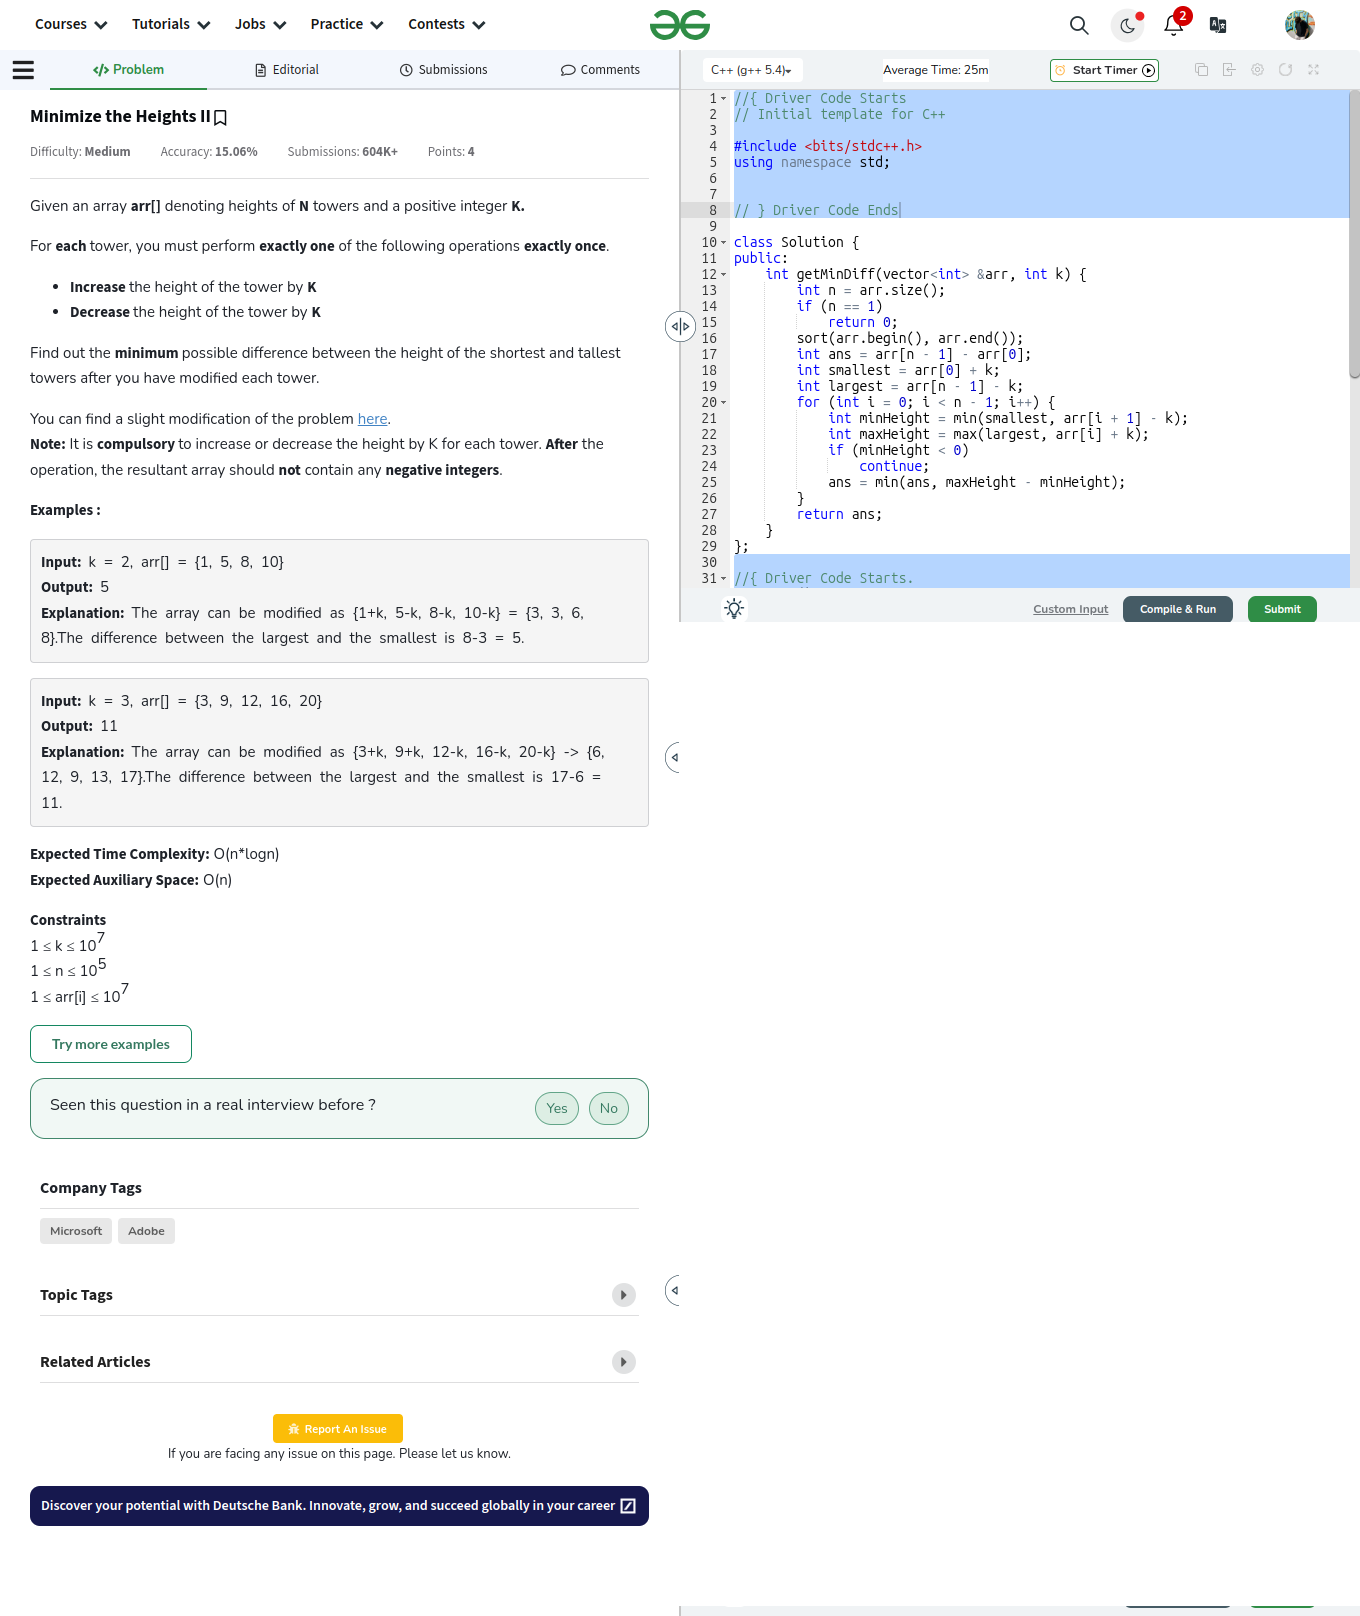 Courses Tutorials Jobs Practice Contests
2
Problem Editorial Submissions Comments
Minimize the Heights II
Difficulty: Medium Accuracy: 15.06% Submissions: 604K+ Points: 4
Given an array arr[] denoting heights of N towers and a positive integer K.
For each tower, you must perform exactly one of the following operations exactly once.
Increase the height of the tower by K
Decrease the height of the tower by K
Find out the minimum possible difference between the height of the shortest and tallest
towers after you have modified each tower.
You can find a slight modification of the problem here.
Note: It is compulsory to increase or decrease the height by K for each tower. After the
operation, the resultant array should not contain any negative integers.
Examples :
Input: k = 2, arr[] = {1, 5, 8, 10}
Output: 5
Explanation: The array can be modified as {1+k, 5-k, 8-k, 10-k} = {3, 3, 6,
8}.The difference between the largest and the smallest is 8-3 = 5.
Input: k = 3, arr[] = {3, 9, 12, 16, 20}
Output: 11
Explanation: The array can be modified as {3+k, 9+k, 12-k, 16-k, 20-k} -> {6,
12, 9, 13, 17}.The difference between the largest and the smallest is 17-6 =
11.
Expected Time Complexity: O(n*logn)
Expected Auxiliary Space: O(n)
Constraints
1 ≤ k ≤ 10^7
1 ≤ n ≤ 10^5
1 ≤ arr[i] ≤ 10^7
Try more examples
Seen this question in a real interview before ? Yes No
Company Tags
Microsoft Adobe
Topic Tags
Related Articles
Report An Issue
If you are facing any issue on this page. Please let us know.
Discover your potential with Deutsche Bank. Innovate, grow, and succeed globally in your career
C++ (g++ 5.4) Average Time: 25m Start Timer
1 //{ Driver Code Starts
2 // Initial template for C++
3
4 #include <bits/stdc++.h>
5 using namespace std;
6
7
8 // } Driver Code Ends
9
10 class Solution {
11 public:
12     int getMinDiff(vector<int> &arr, int k) {
13         int n = arr.size();
14         if (n == 1)
15             return 0;
16         sort(arr.begin(), arr.end());
17         int ans = arr[n - 1] - arr[0];
18         int smallest = arr[0] + k;
19         int largest = arr[n - 1] - k;
20         for (int i = 0; i < n - 1; i++) {
21             int minHeight = min(smallest, arr[i + 1] - k);
22             int maxHeight = max(largest, arr[i] + k);
23             if (minHeight < 0)
24                 continue;
25             ans = min(ans, maxHeight - minHeight);
26         }
27         return ans;
28     }
29 };
30
31 //{ Driver Code Starts.
Custom Input Compile & Run Submit